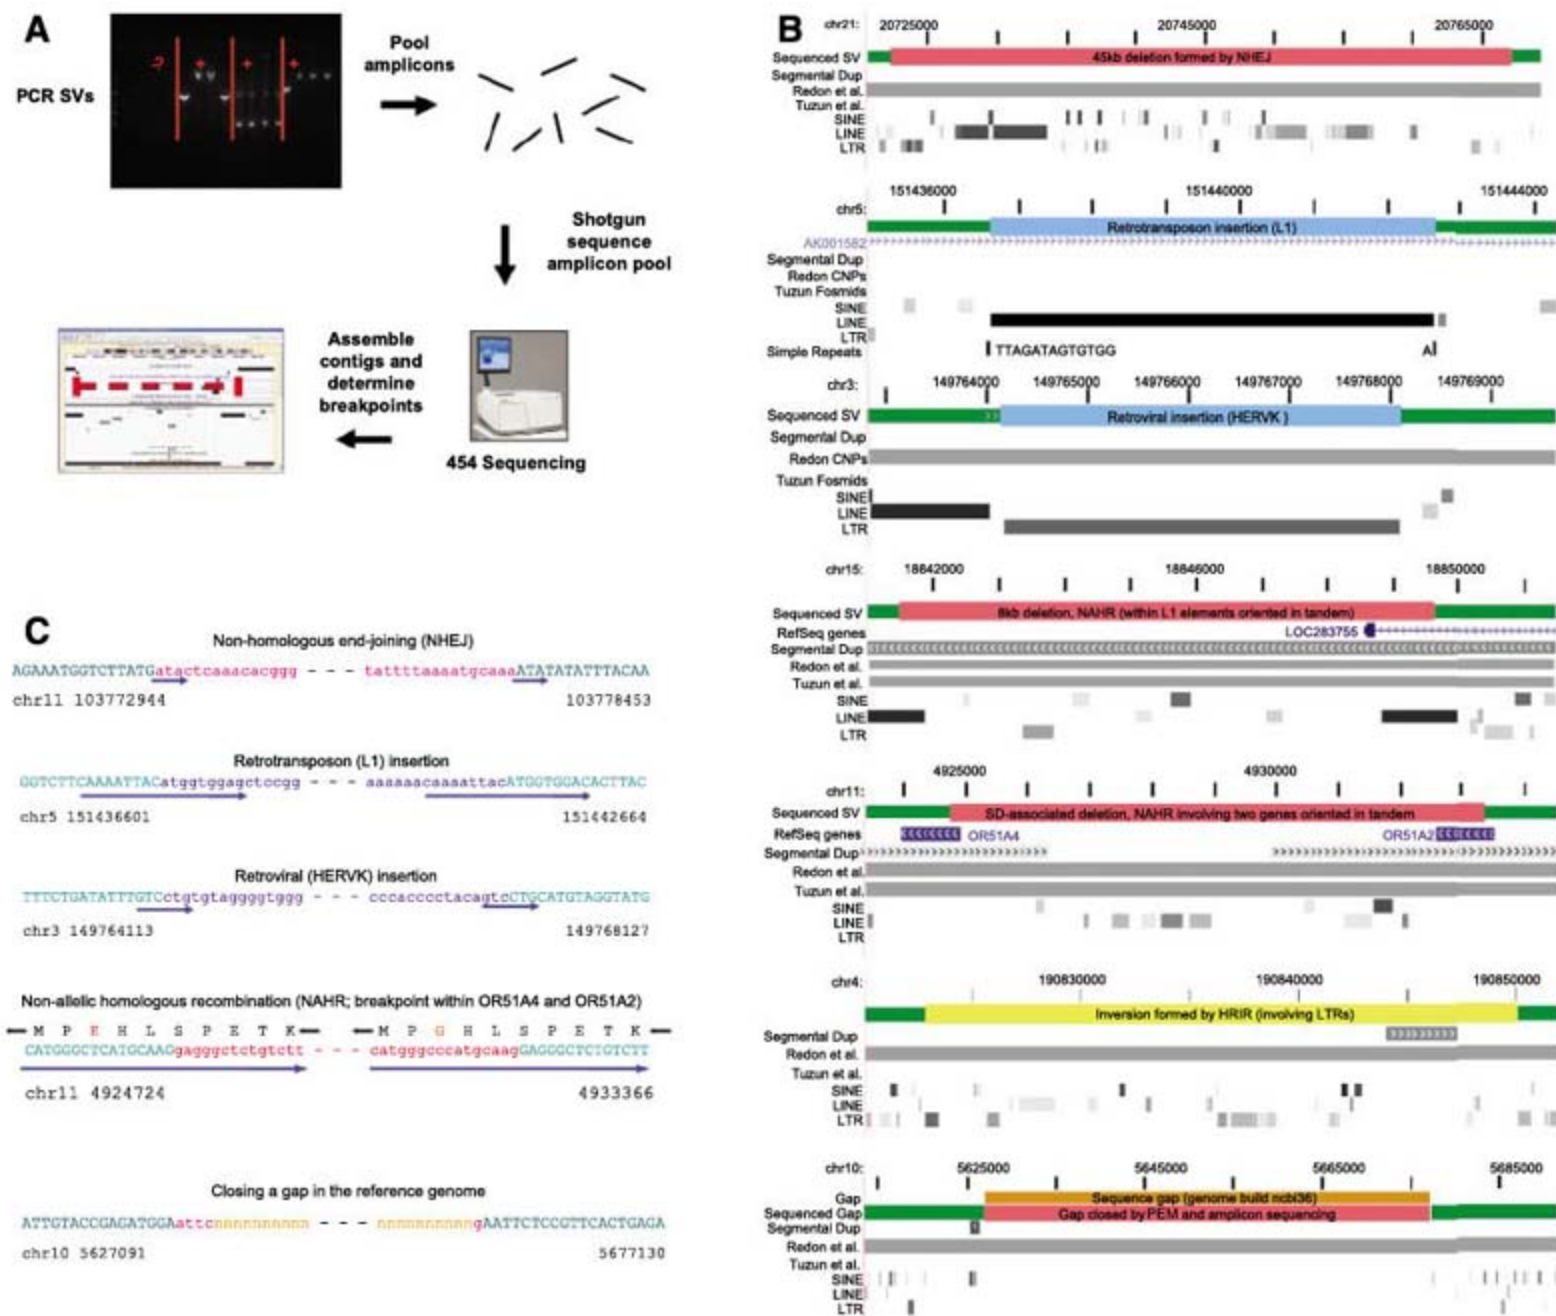 A
PCR SVs
?
+
+
+
Pool
amplicons
Shotgun
sequence
amplicon pool
454 Sequencing
Assemble
contigs and
determine
breakpoints
B
chr21: 20725000 20745000 20765000
Sequenced SV 45kb deletion formed by NHEJ
Segmental Dup
Redon et al.
Tuzun et al.
SINE
LINE
LTR
151436000 151440000 151444000
chr5:
Retrotransposon insertion (L1)
AK001582
Segmental Dup
Redon CNPs
Tuzun Fosmids
SINE
LINE
LTR
Simple Repeats TTAGATAGTGTGG A
chr3: 149764000 149765000 149766000 149767000 149768000 149769000
Sequenced SV Retroviral insertion (HERVK )
Segmental Dup
Redon CNPs
Tuzun Fosmids
SINE
LINE
LTR
chr15: 18842000 18846000 18850000
Sequenced SV 8kb deletion, NAHR (within L1 elements oriented in tandem)
RefSeq genes LOC283755
Segmental Dup
Redon et al.
Tuzun et al.
SINE
LINE
LTR
4925000 4930000
chr11:
Sequenced SV SD-associated deletion, NAHR involving two genes oriented in tandem
RefSeq genes OR51A4 OR51A2
Segmental Dup
Redon et al.
Tuzun et al.
SINE
LINE
LTR
chr4: 190830000 190840000 190850000
Inversion formed by HRIR (involving LTRs)
Segmental Dup
Redon et al.
Tuzun et al.
SINE
LINE
LTR
chr10: 5625000 5645000 5665000 5685000
Gap Sequence gap (genome build ncbi36)
Sequenced Gap Gap closed by PEM and amplicon sequencing
Segmental Dup
Redon et al.
Tuzun et al.
SINE
LINE
LTR
C
Non-homologous end-joining (NHEJ)
AGAAATGGTCTTATGatactcaaacacggg - - - tattttaaaatgcaaaATATATATTTACAA
chr11 103772944 103778453
Retrotransposon (L1) insertion
GGTCTTCAAAATTACatggtggagctccgg - - - aaaaaacaaaattacATGGTGGACACTTAC
chr5 151436601 151442664
Retroviral (HERVK) insertion
TTTCTGATATTTGTCctgtgtaggggtggg - - - cccacccctacagtcCTGCATGTAGGTATG
chr3 149764113 149768127
Non-allelic homologous recombination (NAHR; breakpoint within OR51A4 and OR51A2)
M P E H L S P E T K M P G H L S P E T K
CATGGGCTCATGCAAGgagggctctgtctt - - - catgggcccatgcaagGAGGGCTCTGTCTT
chr11 4924724 4933366
Closing a gap in the reference genome
ATTGTACCGAGATGGAattcnnnnnnnnnn - - - nnnnnnnnnngAATTCTCCGTTCACTGAGA
chr10 5627091 5677130